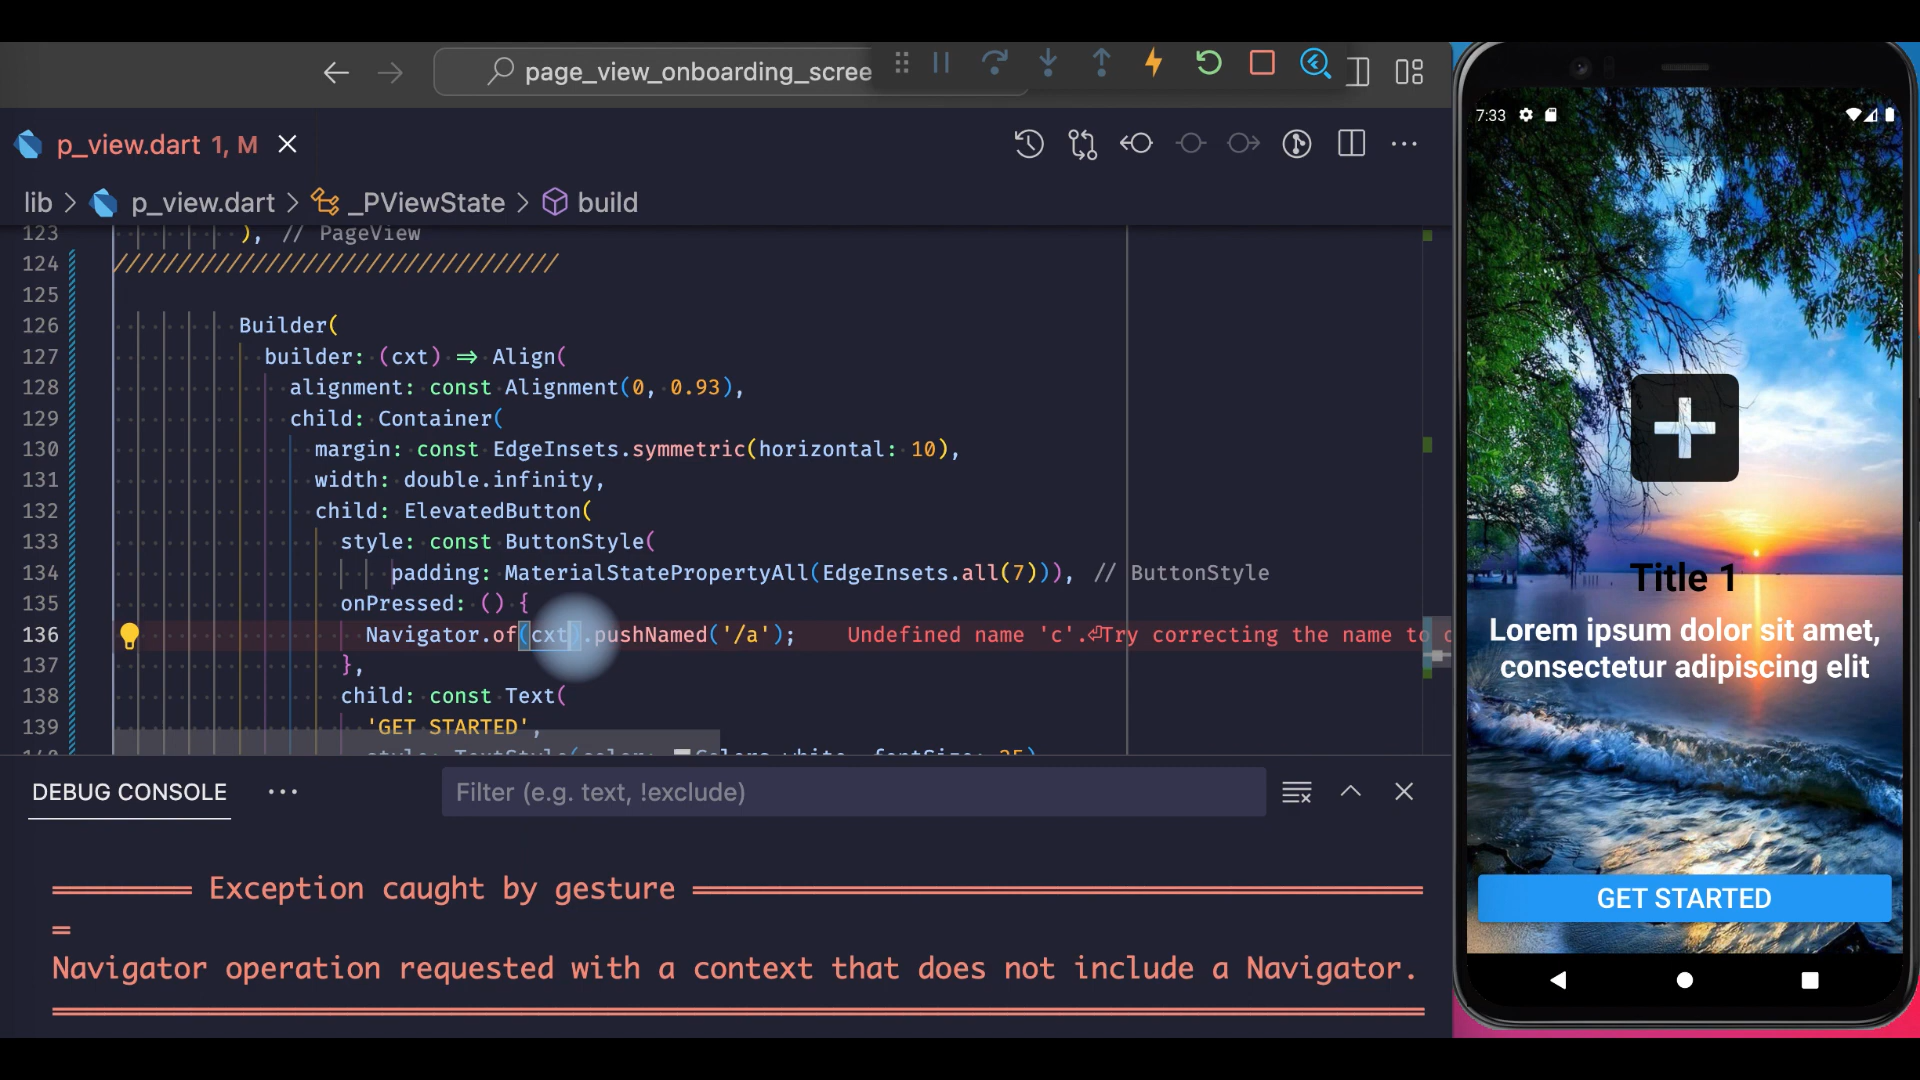 page_view_onboarding_scree
p_view.dart 1, M
lib > p_view.dart > _PViewState > build
123 ), // PageView
124 ///////////////////////////////////
125
126 Builder(
127 builder: (cxt) => Align(
128 alignment: const Alignment(0, 0.93),
129 child: Container(
130 margin: const EdgeInsets.symmetric(horizontal: 10),
131 width: double.infinity,
132 child: ElevatedButton(
133 style: const ButtonStyle(
134 padding: MaterialStatePropertyAll(EdgeInsets.all(7))), // ButtonStyle
135 onPressed: () {
136 Navigator.of(cxt).pushNamed('/a'); Undefined name 'c'.⏎Try correcting the name to
137 },
138 child: const Text(
139 'GET STARTED',
DEBUG CONSOLE
Filter (e.g. text, !exclude)
════════ Exception caught by gesture ══════════════════════════════════════════
═
Navigator operation requested with a context that does not include a Navigator.
════════════════════════════════════════════════════════════════════════════════
7:33
Title 1
Lorem ipsum dolor sit amet,
consectetur adipiscing elit
GET STARTED